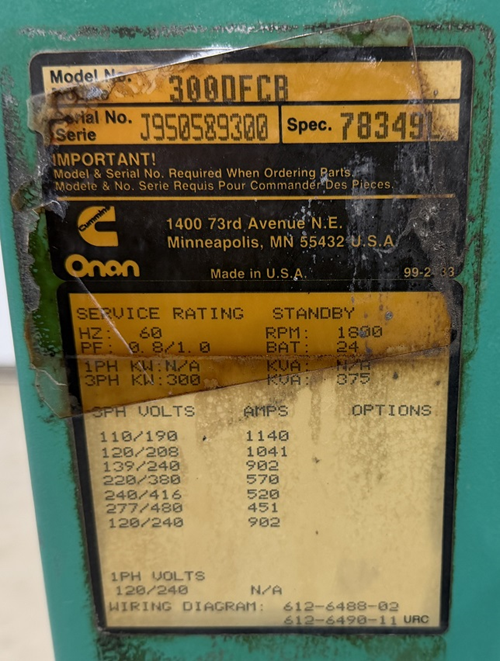 Model No.
300DFCB
Serial No. J950589300 Spec. 78349L
Serie
IMPORTANT!
Model & Serial No. Required When Ordering Parts.
Modele & No. Serie Requis Pour Commander Des Pieces.
Cummins
1400 73rd Avenue N.E.
Minneapolis, MN 55432 U.S.A.
Onan
Made in U.S.A.
SERVICE RATING STANDBY
HZ: 60 RPM: 1800
PF: 0.8/1.0 BAT: 24
1PH KW:N/A KVA: N/A
3PH KW:300 KVA: 375
3PH VOLTS AMPS OPTIONS
110/190 1140
120/208 1041
139/240 902
220/380 570
240/416 520
277/480 451
120/240 902
1PH VOLTS
120/240 N/A
WIRING DIAGRAM: 612-6488-02
612-6490-11 URC